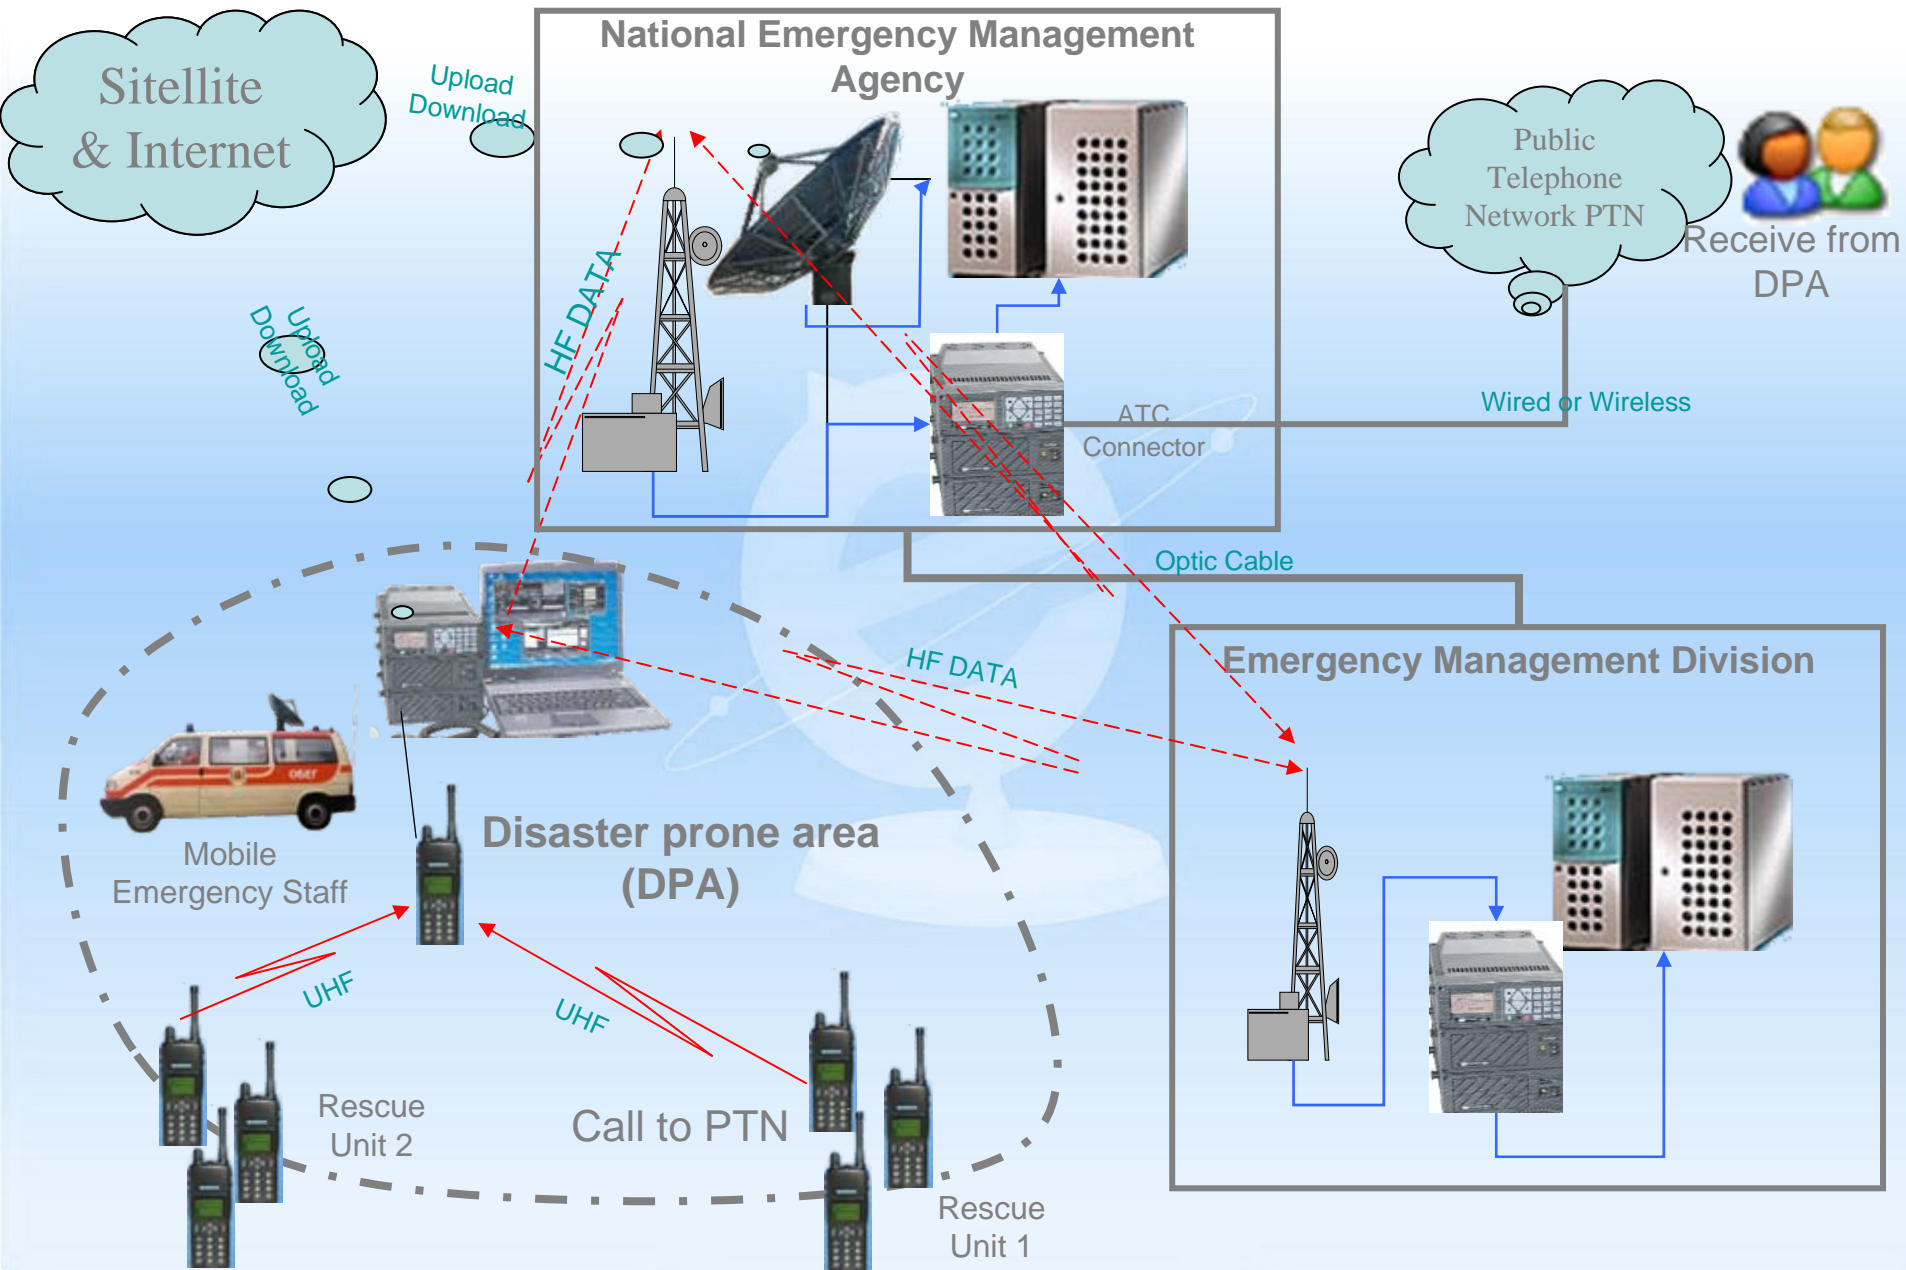 National Emergency Management
Agency
Sitellite
& Internet
Upload
Download
Public
Telephone
Network PTN
Receive from
DPA
HF DATA
Upload
Download
Wired or Wireless
ATC
Connector
Optic Cable
Emergency Management Division
HF DATA
ОБЕГ
Mobile
Emergency Staff
Disaster prone area
(DPA)
UHF
UHF
Rescue
Unit 2
Call to PTN
Rescue
Unit 1